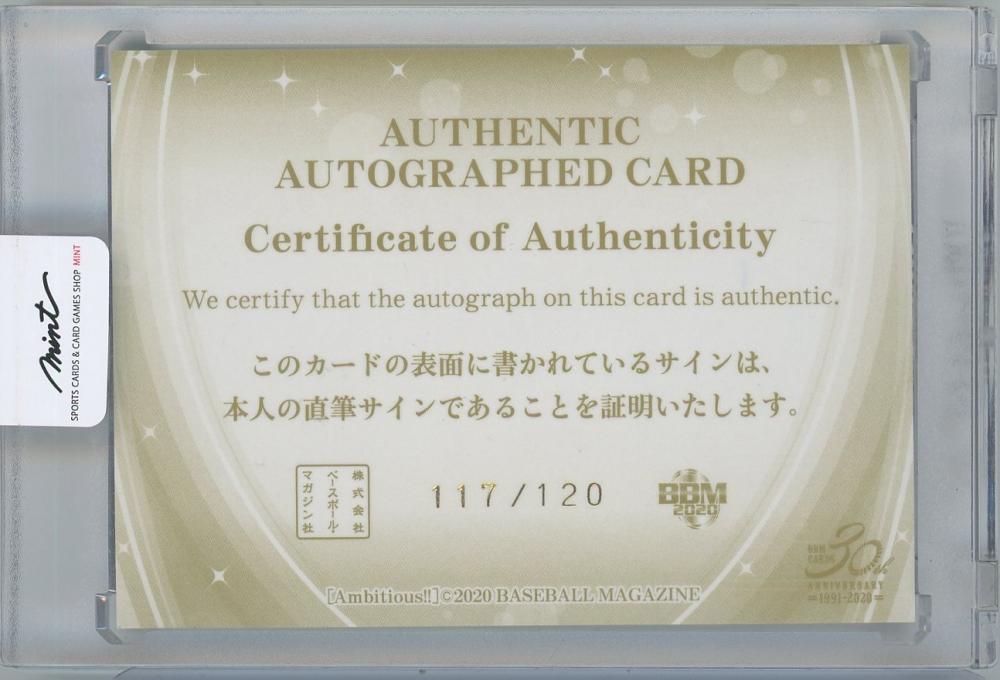 AUTHENTIC
AUTOGRAPHED CARD
Certificate of Authenticity
We certify that the autograph on this card is authentic.
このカードの表面に書かれているサインは、
本人の直筆サインであることを証明いたします。
株式会社
ベースボール・
マガジン社
117/120
BBM
2020
BBM
CARDS
30th
ANNIVERSARY
=1991-2020=
[Ambitious!!]©2020 BASEBALL MAGAZINE
mint
SPORTS CARDS & CARD GAMES SHOP MINT